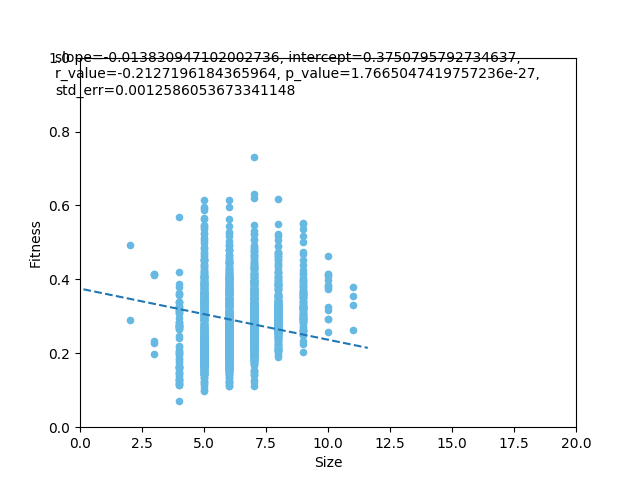 slope=-0.013830947102002736, intercept=0.3750795792734637,
r_value=-0.2127196184365964, p_value=1.7665047419757236e-27,
std_err=0.0012586053673341148
1.0
0.8
0.6
0.4
0.2
0.0
Fitness
0.0 2.5 5.0 7.5 10.0 12.5 15.0 17.5 20.0
Size